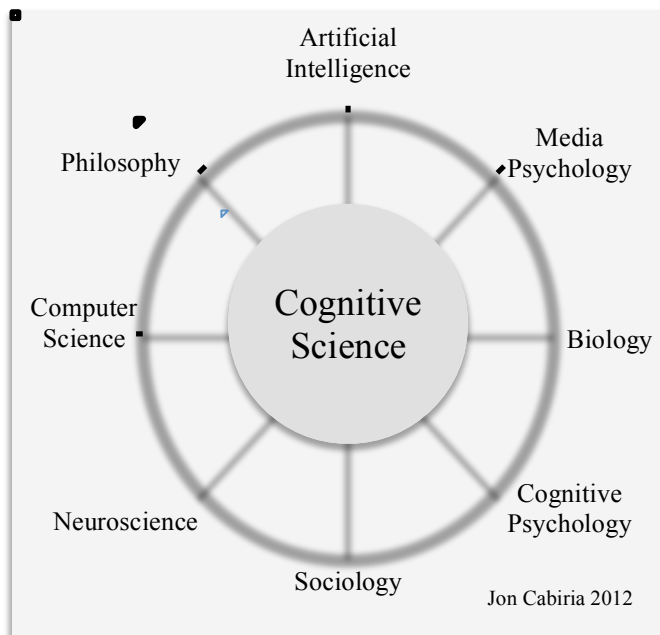 Artificial
Intelligence
Media
Psychology
Philosophy
Computer
Science
Cognitive
Science
Biology
Cognitive
Psychology
Neuroscience
Sociology
Jon Cabiria 2012